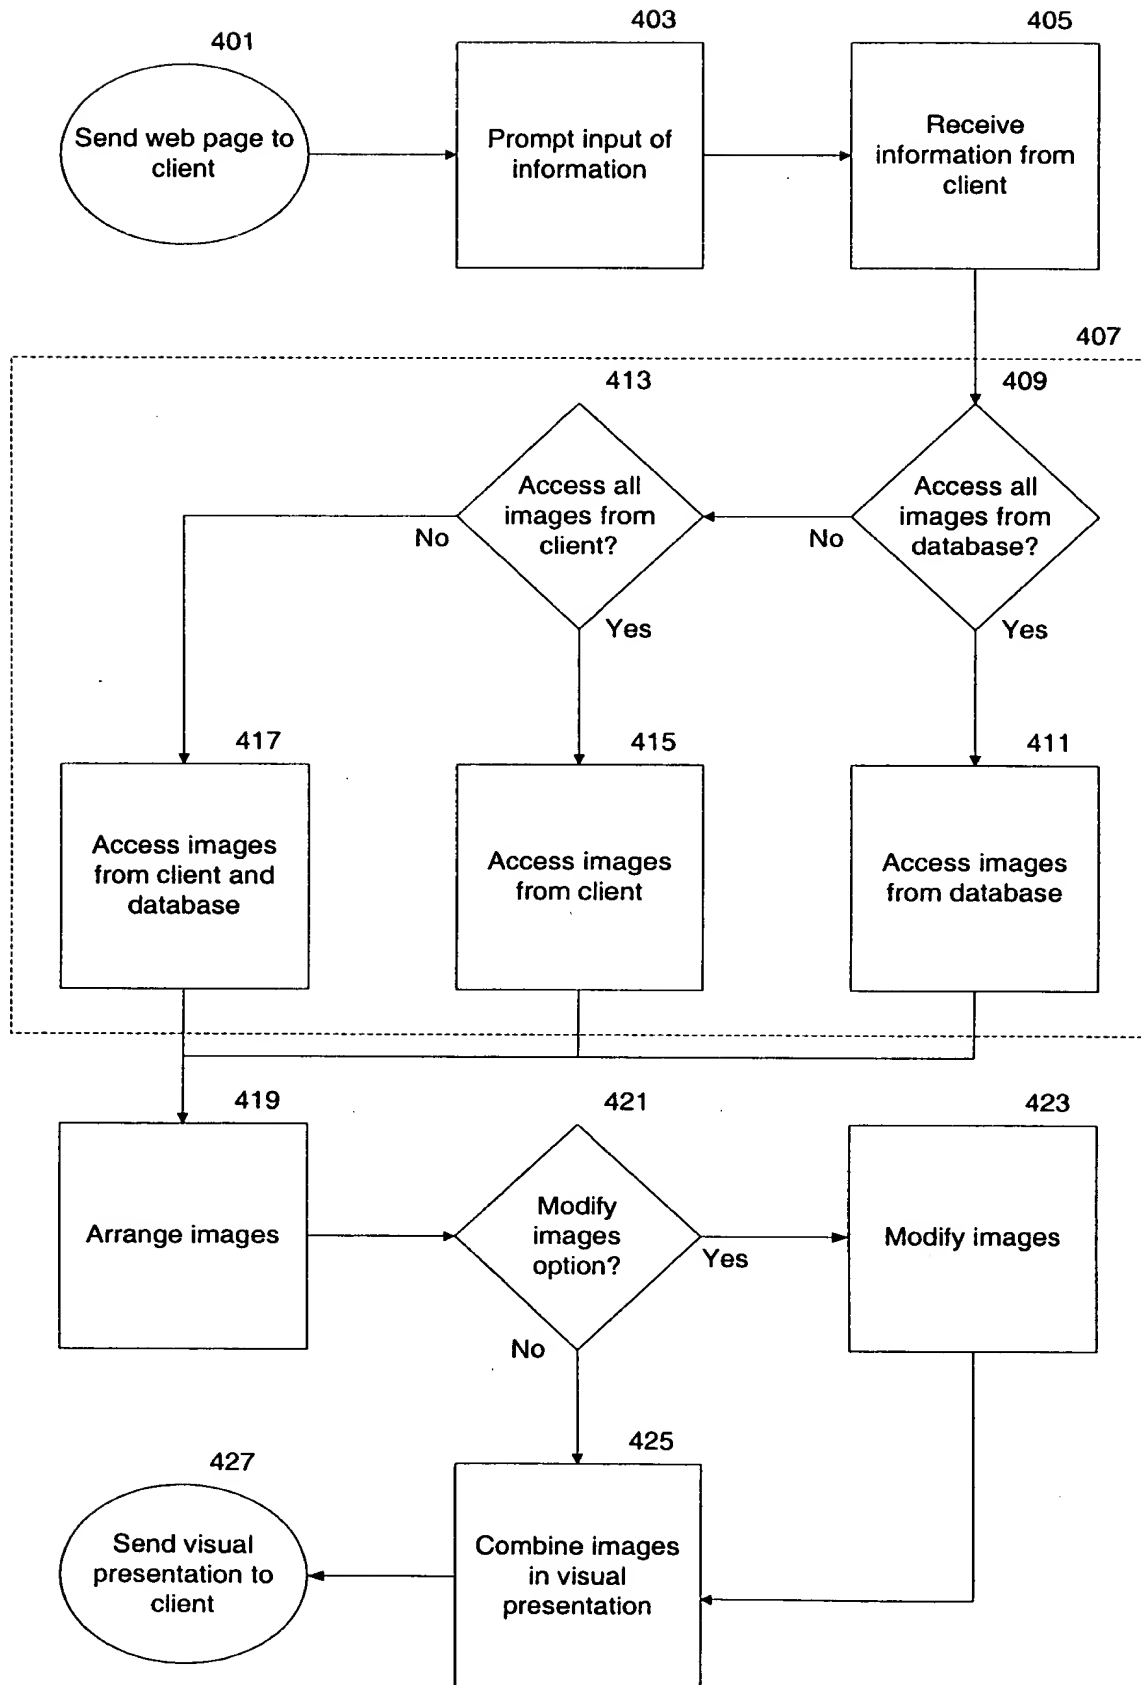 401
Send web page to
client
403
Prompt input of
information
405
Receive
information from
client
407
413
Access all
images from
client?
No
Yes
409
Access all
images from
database?
No
Yes
417
Access images
from client and
database
415
Access images
from client
411
Access images
from database
419
Arrange images
421
Modify
images
option?
Yes
No
423
Modify images
427
Send visual
presentation to
client
425
Combine images
in visual
presentation